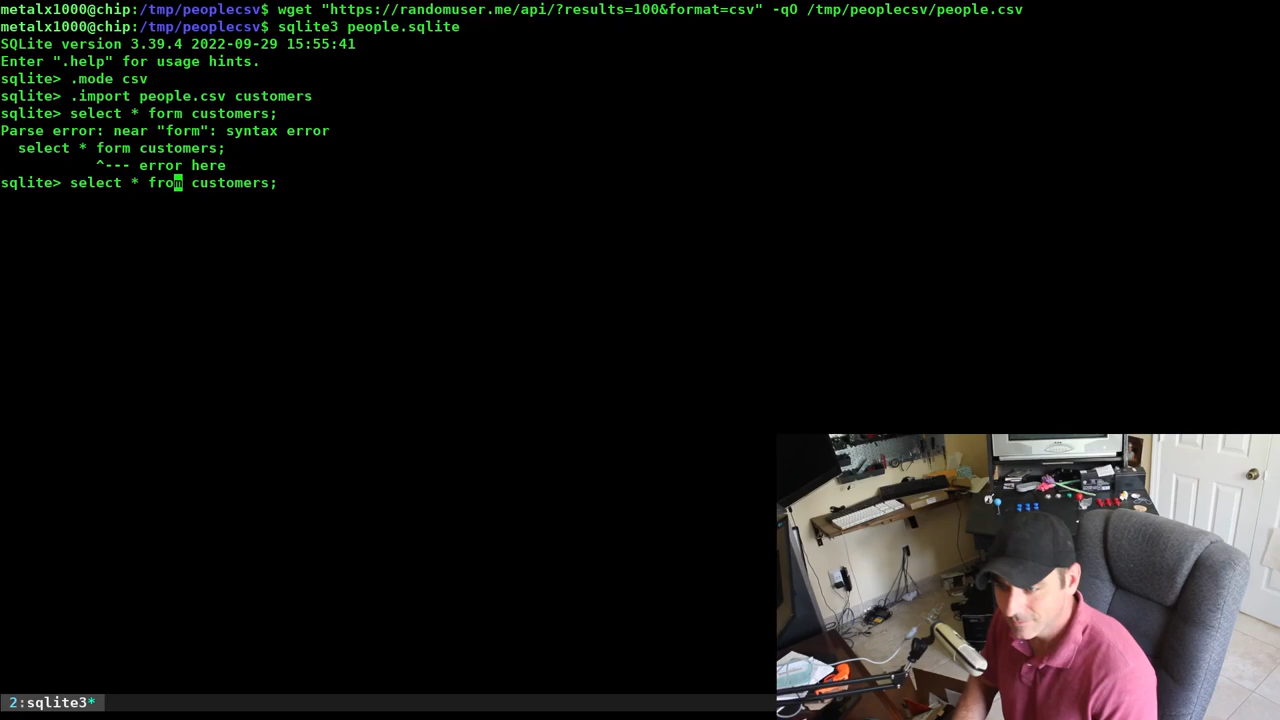 metalx1000@chip:/tmp/peoplecsv$ wget "https://randomuser.me/api/?results=100&format=csv" -qO /tmp/peoplecsv/people.csv
metalx1000@chip:/tmp/peoplecsv$ sqlite3 people.sqlite
SQLite version 3.39.4 2022-09-29 15:55:41
Enter ".help" for usage hints.
sqlite> .mode csv
sqlite> .import people.csv customers
sqlite> select * form customers;
Parse error: near "form": syntax error
  select * form customers;
           ^--- error here
sqlite> select * from customers;
2:sqlite3*